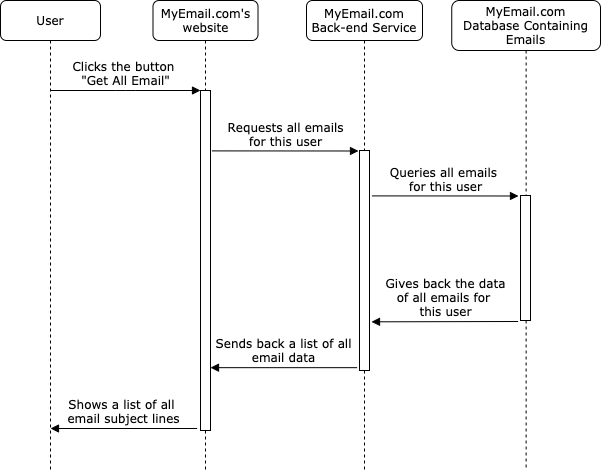 User
MyEmail.com's
website
MyEmail.com
Back-end Service
MyEmail.com
Database Containing
Emails
Clicks the button
"Get All Email"
Requests all emails
for this user
Queries all emails
for this user
Gives back the data
of all emails for
this user
Sends back a list of all
email data
Shows a list of all
email subject lines